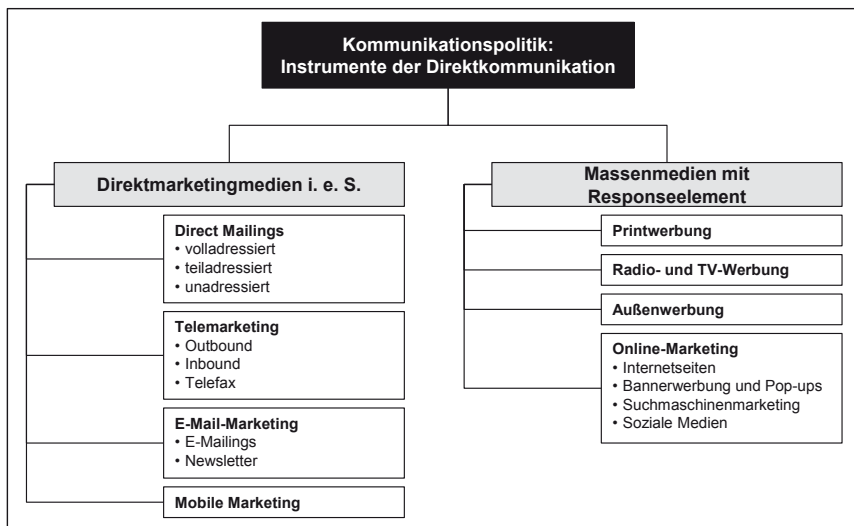 Kommunikationspolitik:
Instrumente der Direktkommunikation
Direktmarketingmedien i. e. S.
Direct Mailings
• volladressiert
• teiladressiert
• unadressiert
Telemarketing
• Outbound
• Inbound
• Telefax
E-Mail-Marketing
• E-Mailings
• Newsletter
Mobile Marketing
Massenmedien mit
Responseelement
Printwerbung
Radio- und TV-Werbung
Außenwerbung
Online-Marketing
• Internetseiten
• Bannerwerbung und Pop-ups
• Suchmaschinenmarketing
• Soziale Medien